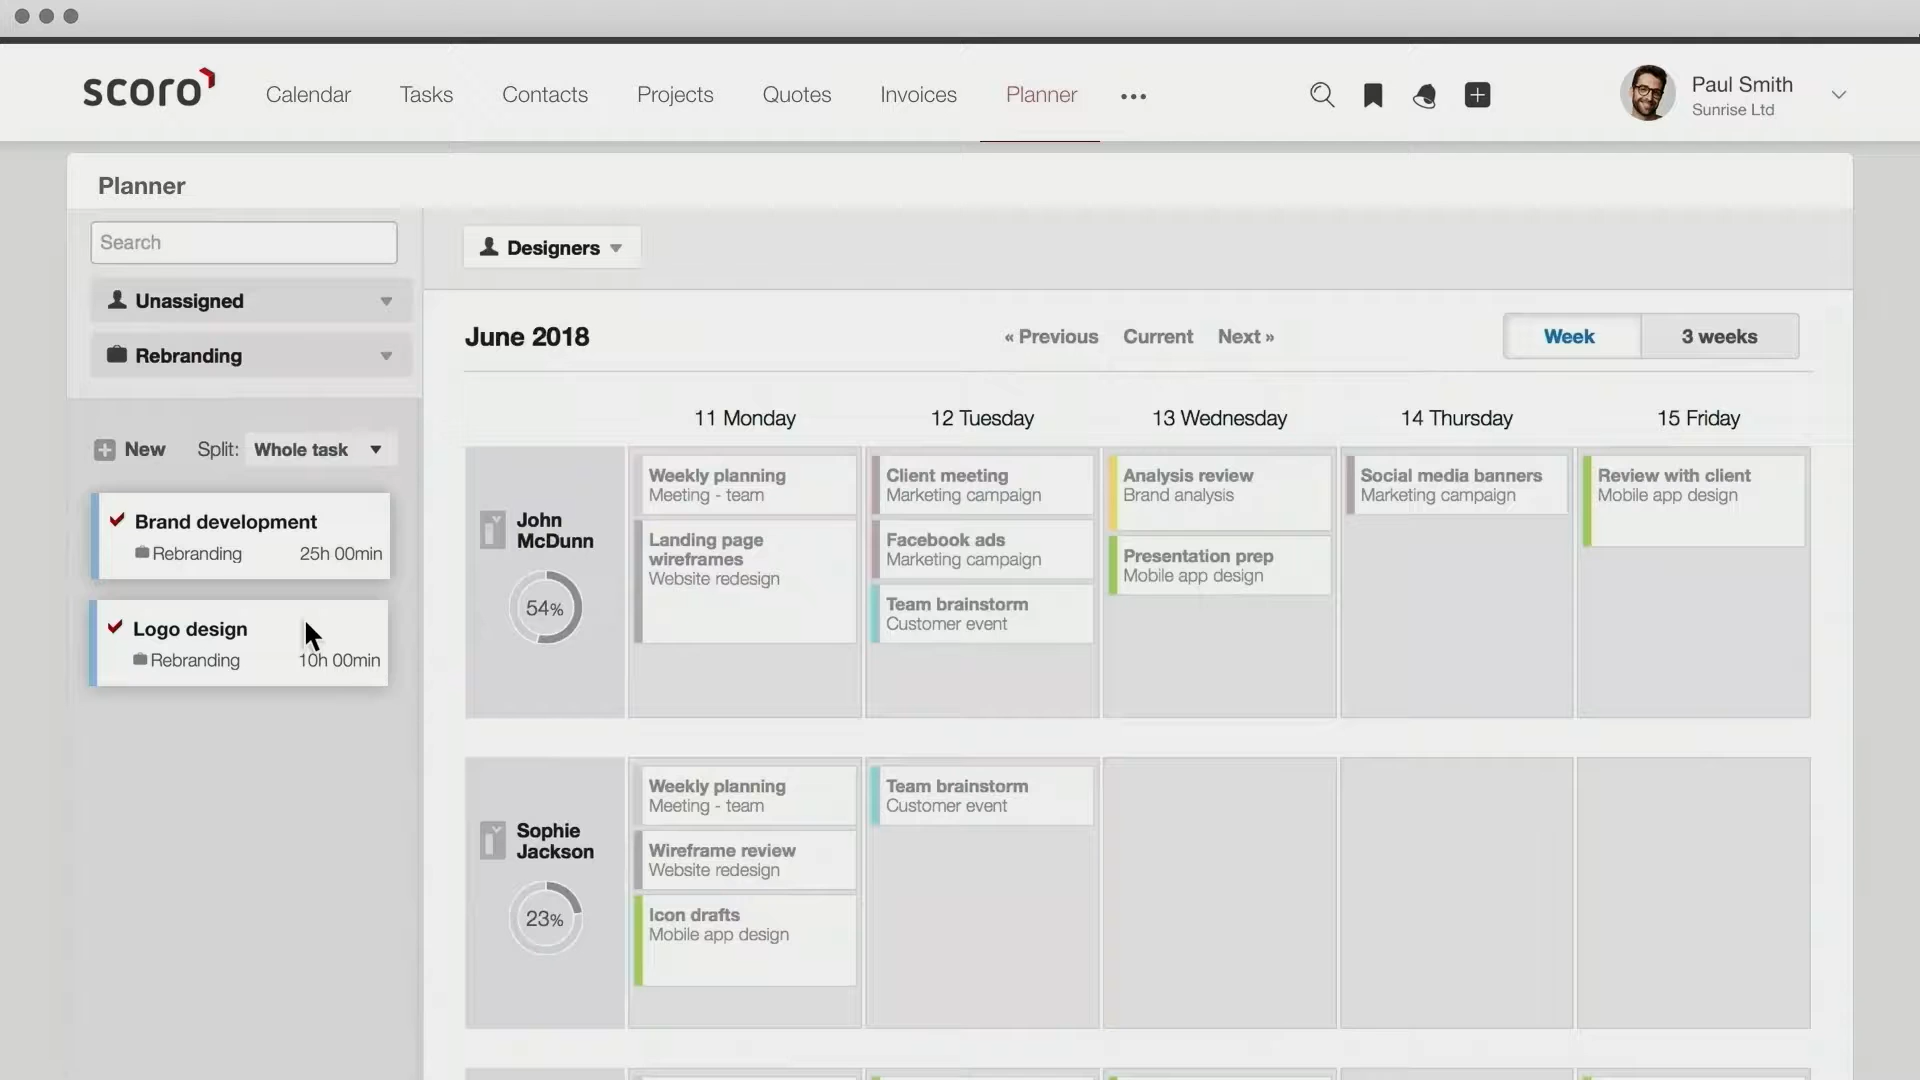 scoro
Calendar
Tasks
Contacts
Projects
Quotes
Invoices
Planner
Paul Smith
Sunrise Ltd
Planner
Search
Unassigned
Rebranding
New
Split: Whole task
Brand development
Rebranding 25h 00min
Logo design
Rebranding 10h 00min
Designers
June 2018
« Previous
Current
Next »
Week
3 weeks
11 Monday
12 Tuesday
13 Wednesday
14 Thursday
15 Friday
John
McDunn
54%
Weekly planning
Meeting - team
Landing page
wireframes
Website redesign
Client meeting
Marketing campaign
Facebook ads
Marketing campaign
Team brainstorm
Customer event
Analysis review
Brand analysis
Presentation prep
Mobile app design
Social media banners
Marketing campaign
Review with client
Mobile app design
Sophie
Jackson
23%
Weekly planning
Meeting - team
Wireframe review
Website redesign
Icon drafts
Mobile app design
Team brainstorm
Customer event